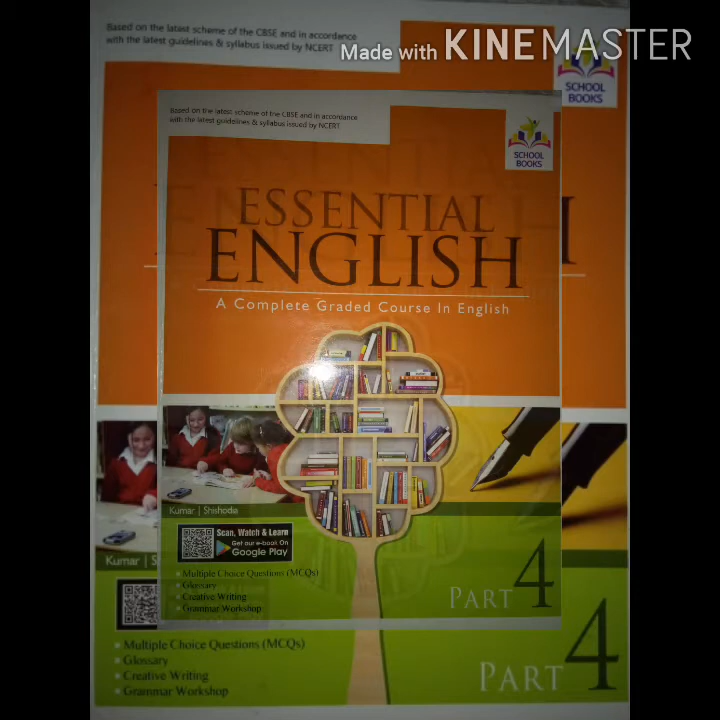 Based on the latest scheme of the CBSE and in accordance
with the latest guidelines & syllabus issued by NCERT
Made with KINEMASTER
SCHOOL
BOOKS
Based on the latest scheme of the CBSE and in accordance
with the latest guidelines & syllabus issued by NCERT
SCHOOL
BOOKS
ESSENTIAL
ENGLISH
A Complete Graded Course In English
Kumar | Shishodia
Scan, Watch & Learn
Get our e-book On
Google Play
Multiple Choice Questions (MCQs)
Glossary
Creative Writing
Grammar Workshop
PART 4
Kumar | S
Multiple Choice Questions (MCQs)
Glossary
Creative Writing
Grammar Workshop
PART 4